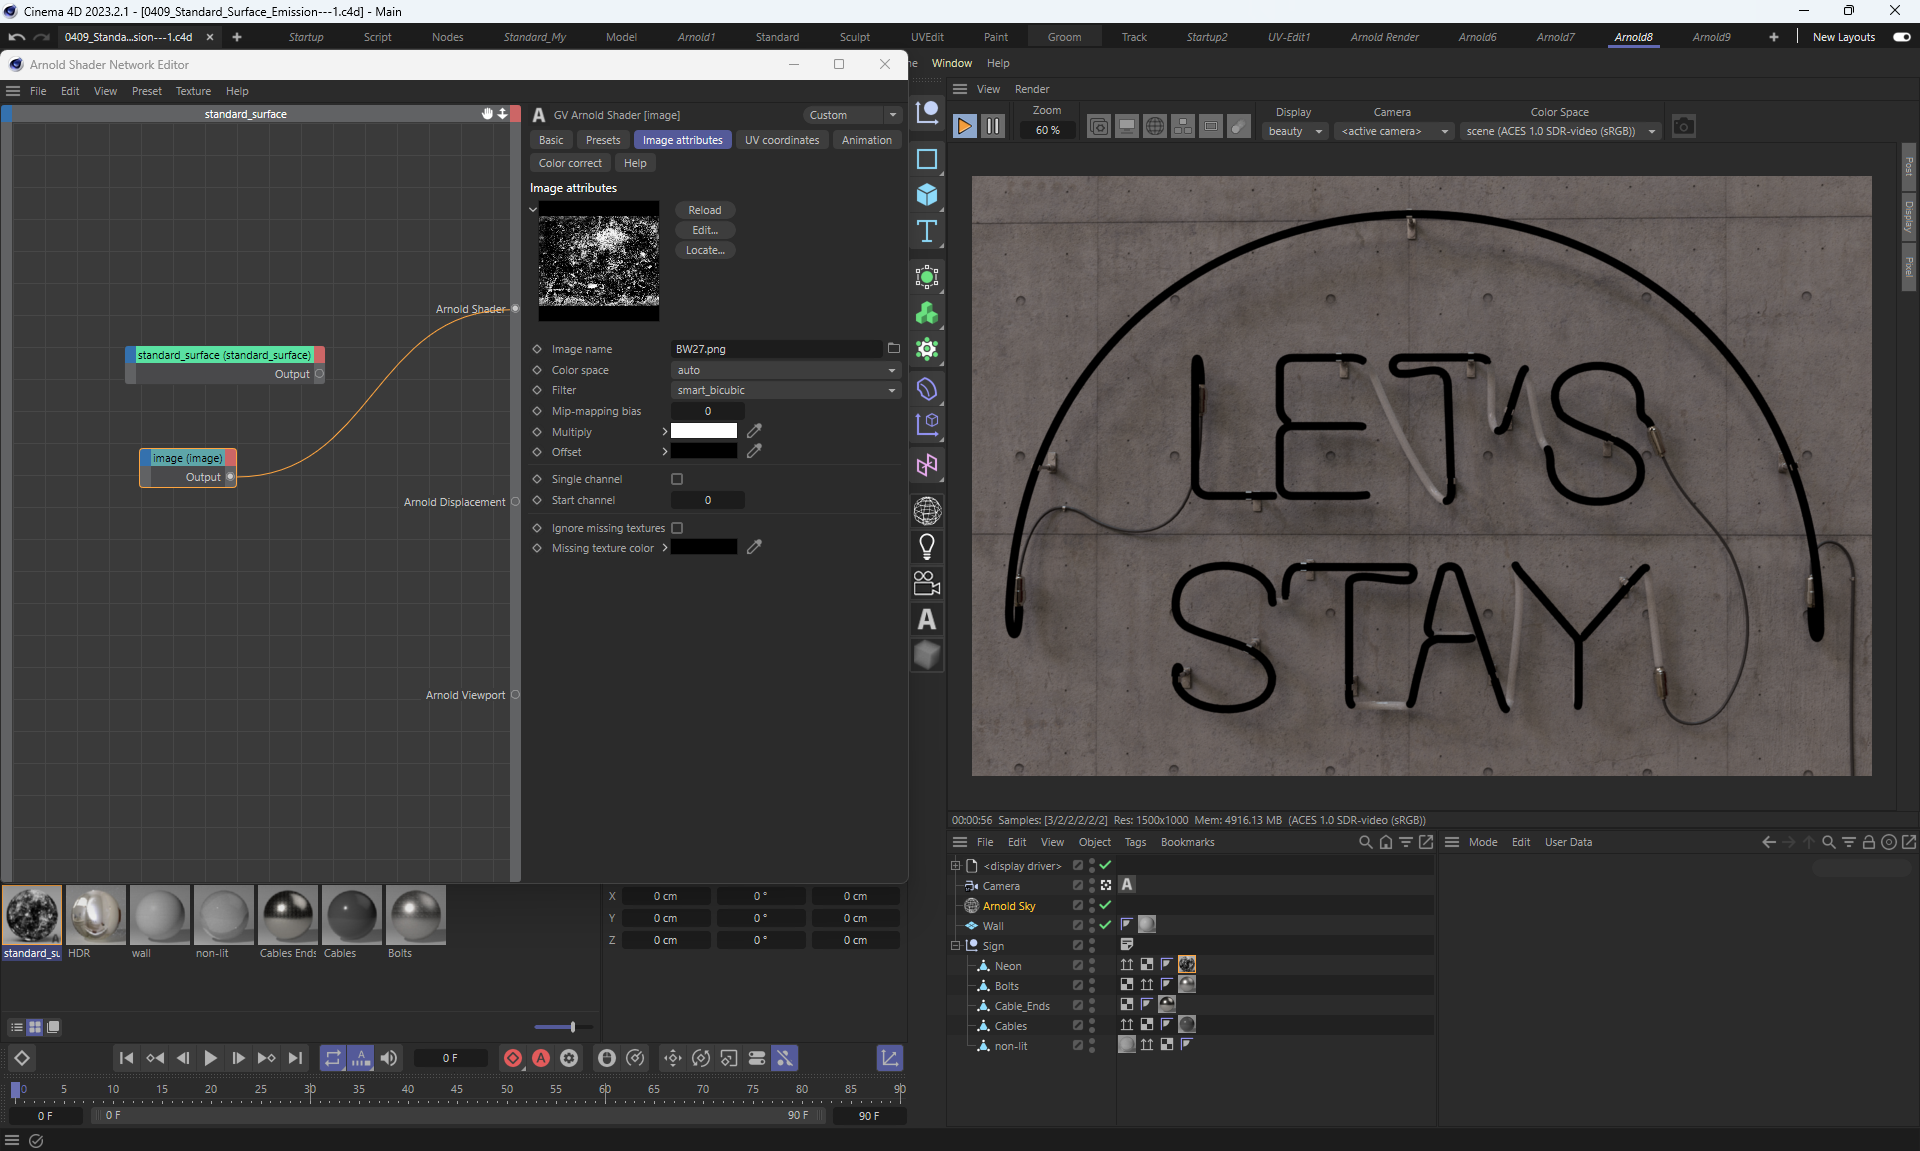 Cinema 4D 2023.2.1 - [0409_Standard_Surface_Emission---1.c4d] - Main
0409_Standa...sion---1.c4d Startup Script Nodes Standard_My Model Arnold1 Standard Sculpt UVEdit Paint Groom Track Startup2 UV-Edit1 Arnold Render Arnold6 Arnold7 Arnold8 Arnold9 New Layouts
Arnold Shader Network Editor
Window Help
File Edit View Preset Texture Help
standard_surface
Arnold Shader
standard_surface (standard_surface)
Output
image (image)
Output
Arnold Displacement
Arnold Viewport
GV Arnold Shader [image] Custom
Basic Presets Image attributes UV coordinates Animation
Color correct Help
Image attributes
Reload
Edit...
Locate...
Image name BW27.png
Color space auto
Filter smart_bicubic
Mip-mapping bias 0
Multiply
Offset
Single channel
Start channel 0
Ignore missing textures
Missing texture color
View Render
Zoom Display Camera Color Space
60 % beauty <active camera> scene (ACES 1.0 SDR-video (sRGB))
Post
Display
Pixel
LET'S
STAY
00:00:56 Samples: [3/2/2/2/2/2] Res: 1500x1000 Mem: 4916.13 MB (ACES 1.0 SDR-video (sRGB))
File Edit View Object Tags Bookmarks
Mode Edit User Data
<display driver>
Camera
Arnold Sky
Wall
Sign
Neon
Bolts
Cable_Ends
Cables
non-lit
standard_su HDR wall non-lit Cables Ends Cables Bolts
X 0 cm 0 ° 0 cm
Y 0 cm 0 ° 0 cm
Z 0 cm 0 ° 0 cm
0 F
0 5 10 15 20 25 30 35 40 45 50 55 60 65 70 75 80 85 90
0 F 0 F 90 F 90 F